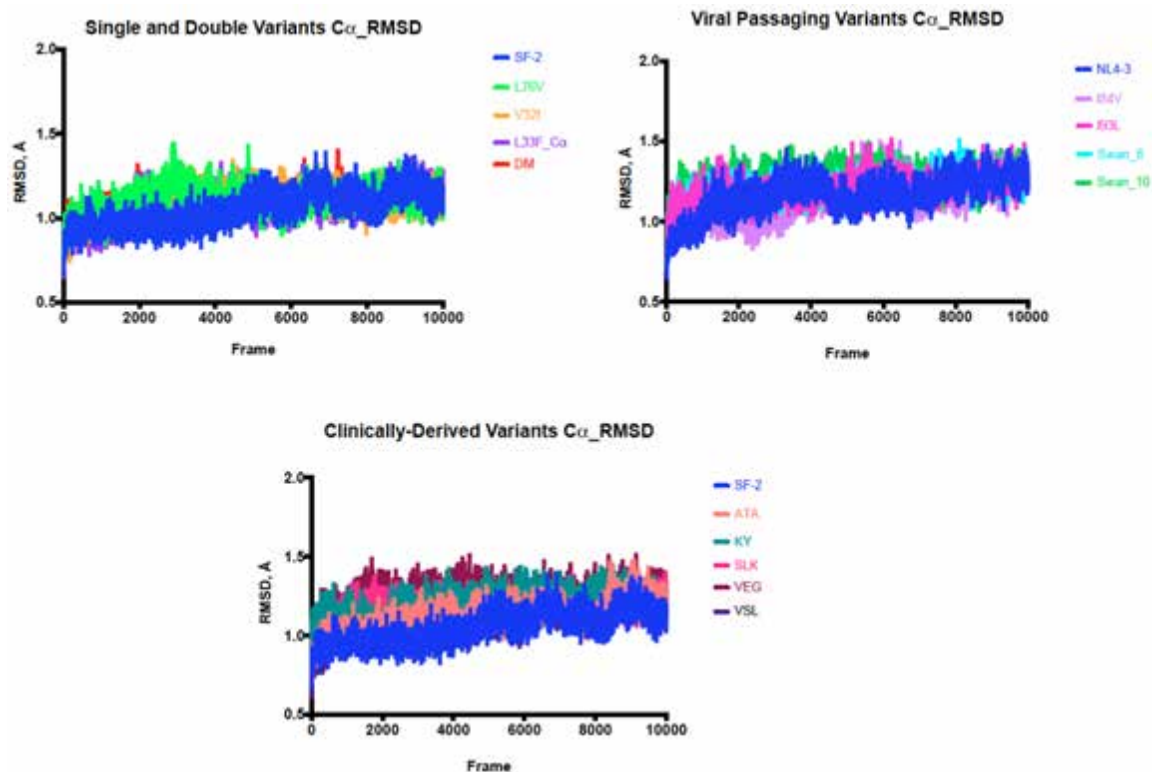 Single and Double Variants Cα_RMSD
2.0
1.5
1.0
0.5
RMSD, Å
0 2000 4000 6000 8000 10000
Frame
SF-2
L76V
V32I
L33F_Ca
DM
Viral Passaging Variants Cα_RMSD
2.0
1.5
1.0
0.5
RMSD, Å
0 2000 4000 6000 8000 10000
Frame
NL4-3
I84V
Clinically-Derived Variants Cα_RMSD
2.0
1.5
1.0
0.5
RMSD, Å
0 2000 4000 6000 8000 10000
Frame
SF-2
ATA
KY
SLK
VEG
VSL